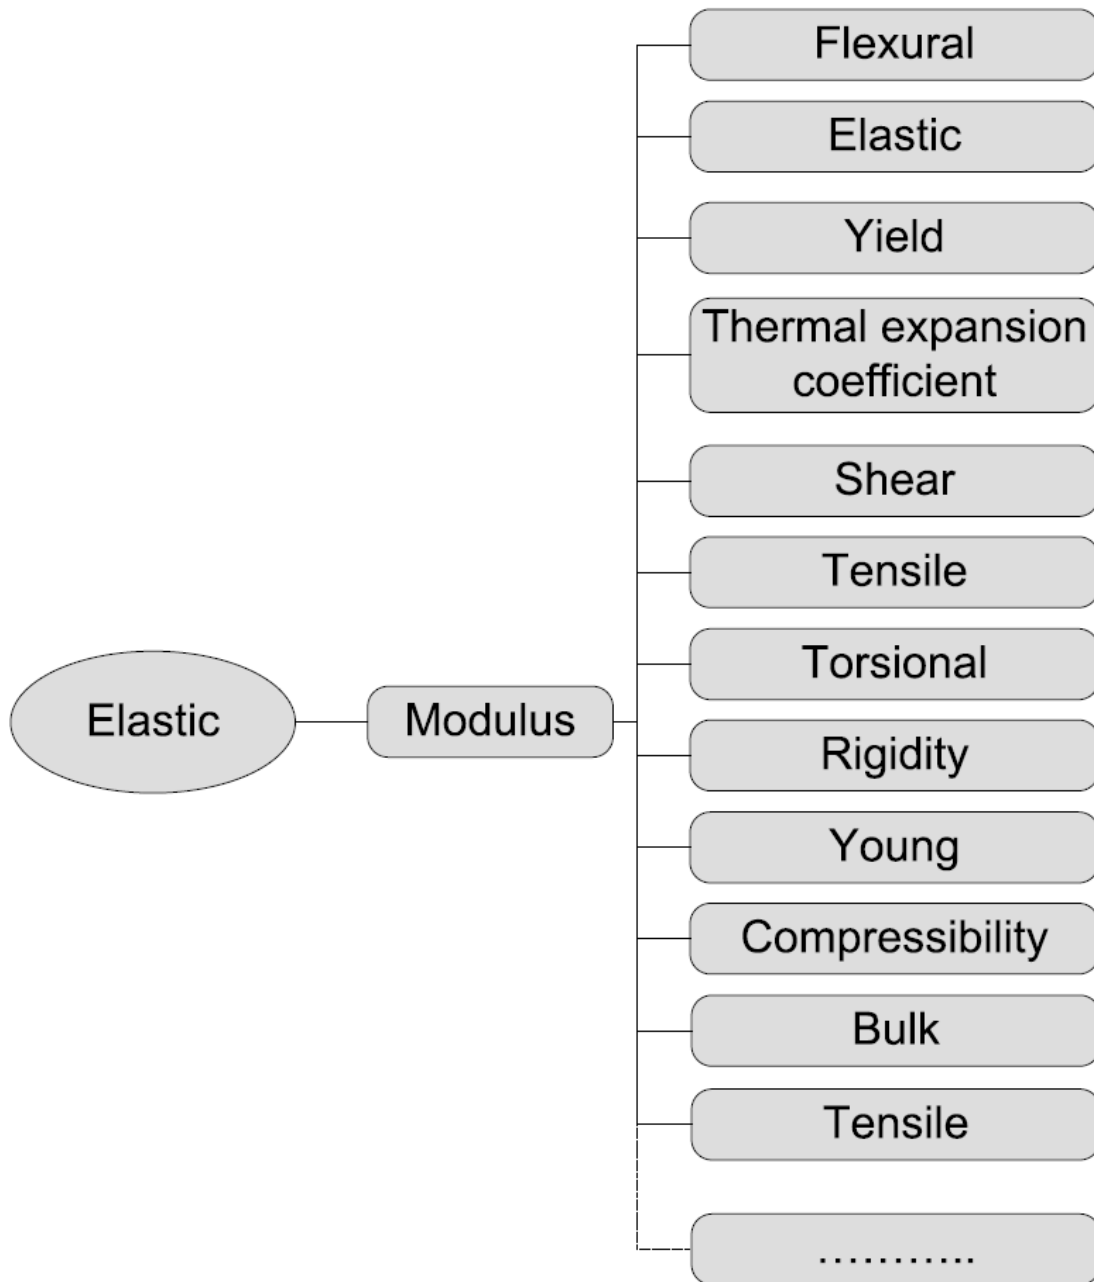 Flexural
Elastic
Yield
Thermal expansion
coefficient
Shear
Tensile
Torsional
Rigidity
Elastic
Modulus
Young
Compressibility
Bulk
Tensile
...........